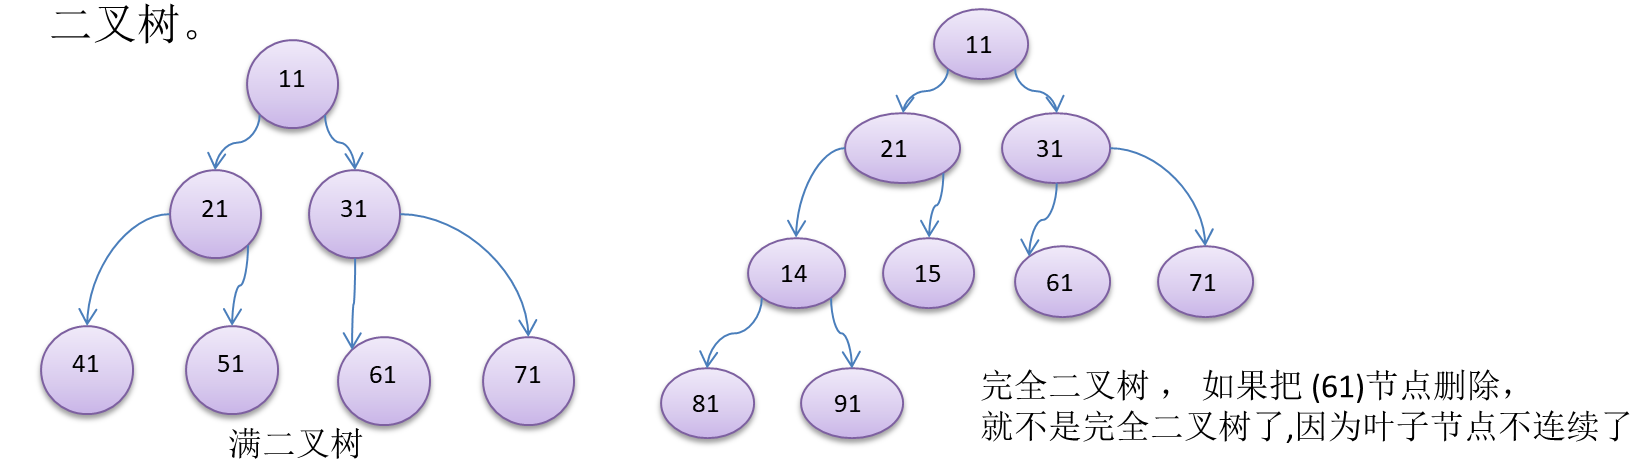 二叉树。
11
21 31
41 51 61 71
满二叉树
11
21 31
14 15 61 71
81 91
完全二叉树 ， 如果把 (61)节点删除，
就不是完全二叉树了,因为叶子节点不连续了